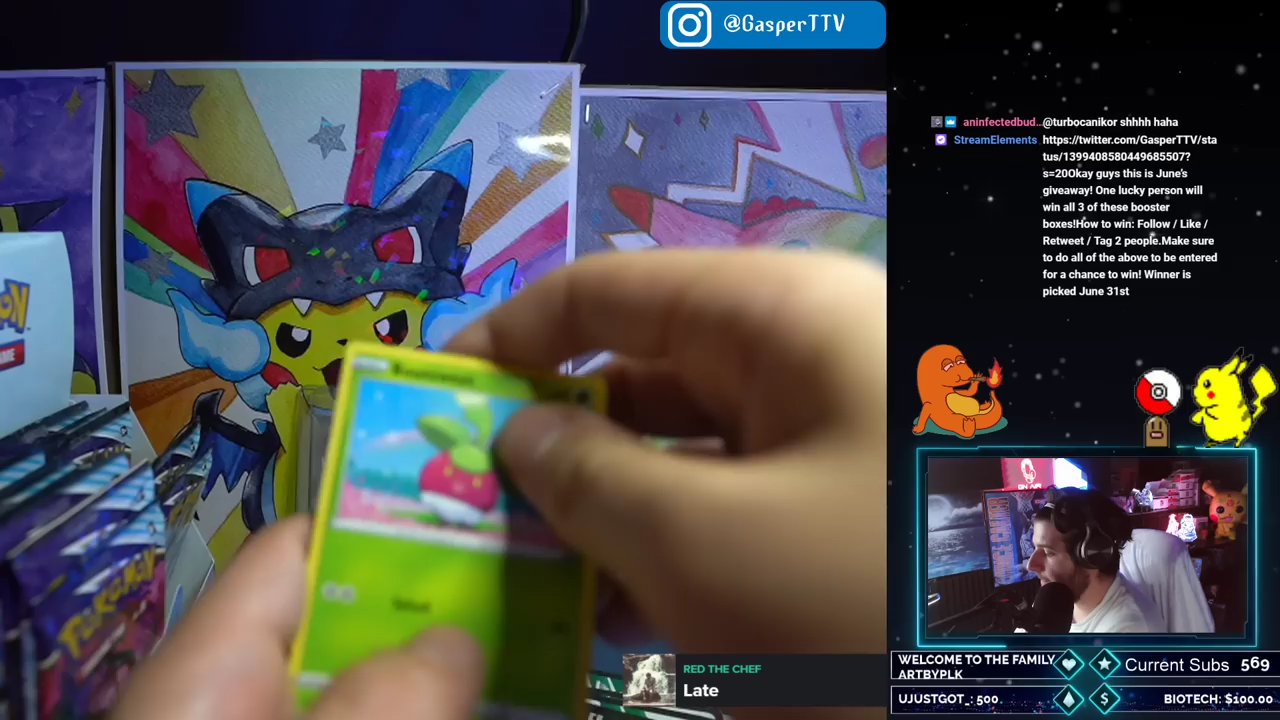 @GasperTTV
aninfectedbud.. @turbocanikor shhhh haha
StreamElements https://twitter.com/GasperTTV/sta
tus/1399408580449685507?
s=20Okay guys this is June's
giveaway! One lucky person will
win all 3 of these booster
boxes!How to win: Follow / Like /
Retweet / Tag 2 people.Make sure
to do all of the above to be entered
for a chance to win! Winner is
picked June 31st
ON AIR
POKEMON
RED THE CHEF
Late
WELCOME TO THE FAMILY
ARTBYPLK
Current Subs 569
UJUSTGOT_: 500
BIOTECH: $100.00